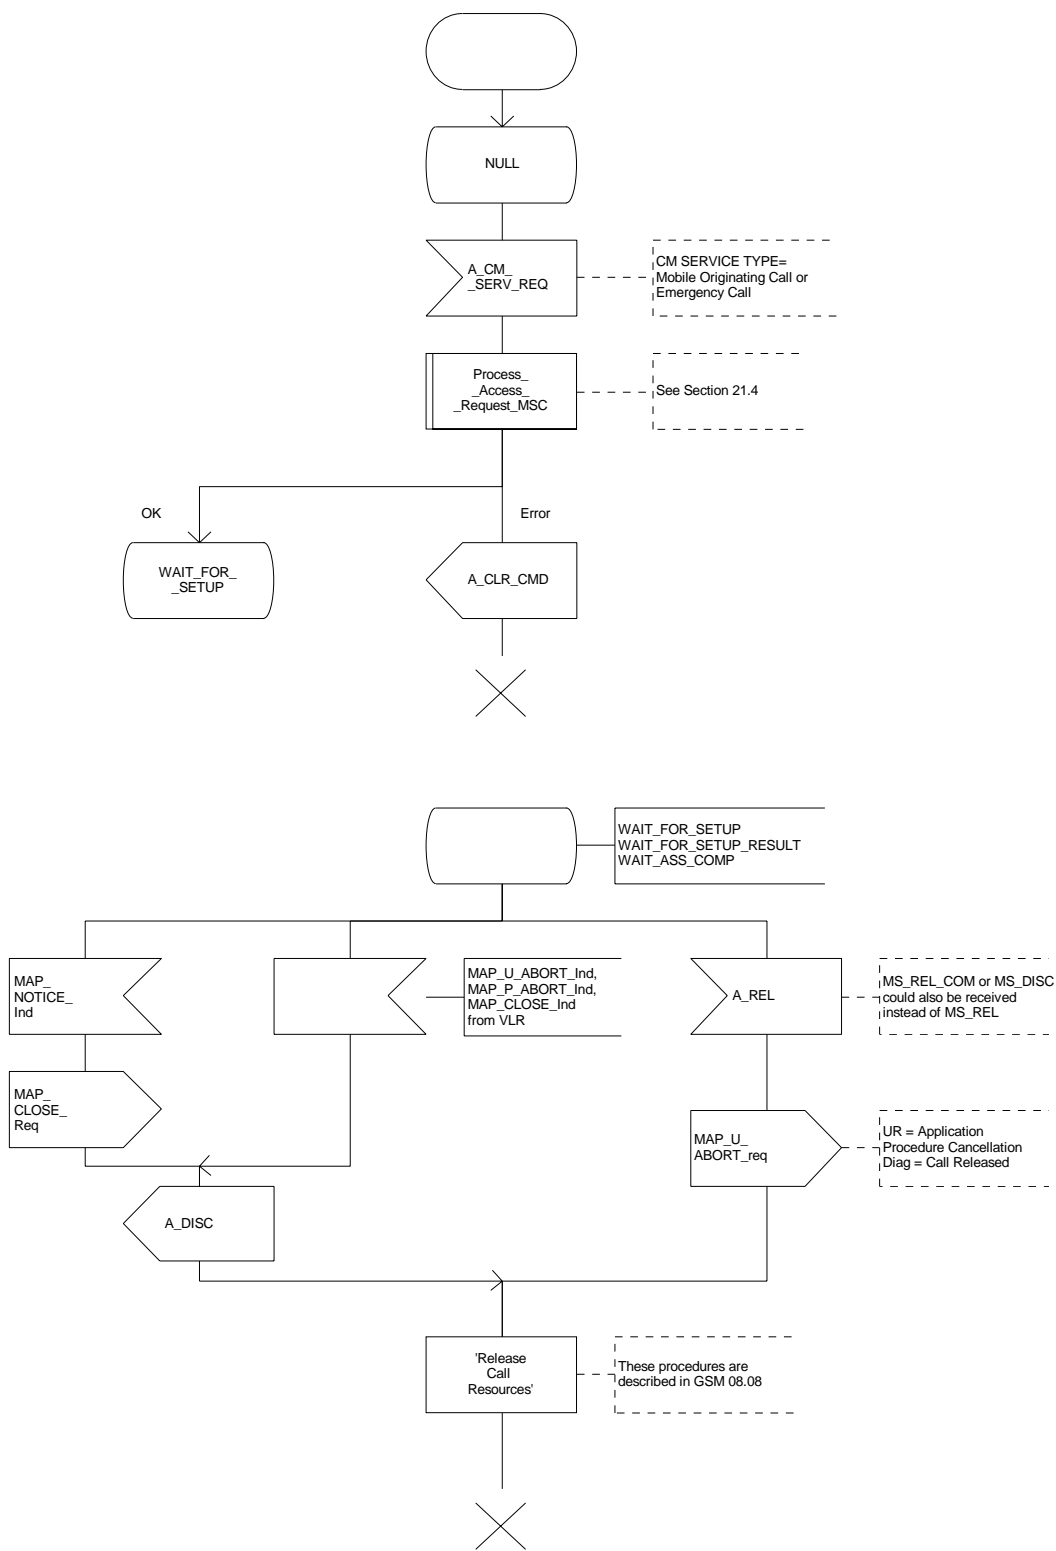 NULL
A_CM_
_SERV_REQ
CM SERVICE TYPE=
Mobile Originating Call or
Emergency Call
Process_
_Access_
_Request_MSC
See Section 21.4
OK
Error
WAIT_FOR_
_SETUP
A_CLR_CMD
WAIT_FOR_SETUP
WAIT_FOR_SETUP_RESULT
WAIT_ASS_COMP
MAP_
NOTICE_
Ind
MAP_U_ABORT_Ind,
MAP_P_ABORT_Ind,
MAP_CLOSE_Ind
from VLR
A_REL
MS_REL_COM or MS_DISC
could also be received
instead of MS_REL
MAP_
CLOSE_
Req
MAP_U_
ABORT_req
UR = Application
Procedure Cancellation
Diag = Call Released
A_DISC
'Release
Call
Resources'
These procedures are
described in GSM 08.08